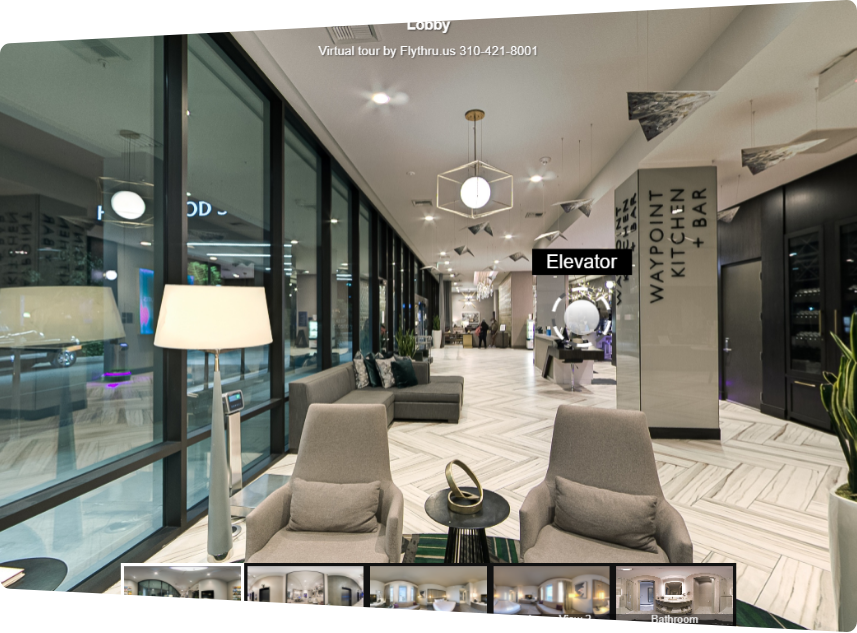 Lobby
Virtual tour by Flythru.us 310-421-8001
Elevator
WAYPOINT
KITCHEN
+ BAR
Bathroom